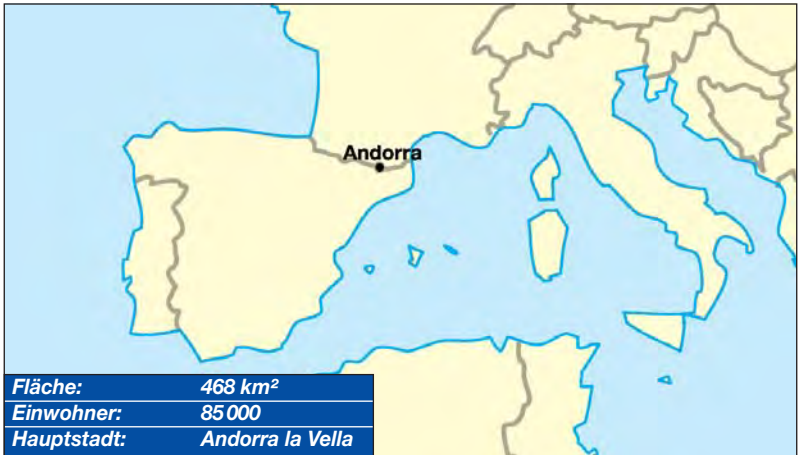 Andorra
Fläche: 468 km²
Einwohner: 85 000
Hauptstadt: Andorra la Vella